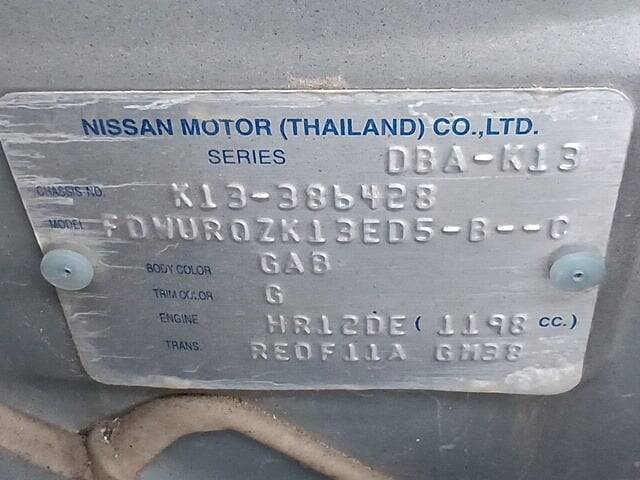 NISSAN MOTOR (THAILAND) CO.,LTD.
SERIES DBA-K13
CHASSIS NO. K13-386428
MODEL FDWURQZK13ED5-B--C
BODY COLOR GAB
TRIM COLOR G
ENGINE HR12DE ( 1198 cc.)
TRANS. RE0F11A GM38